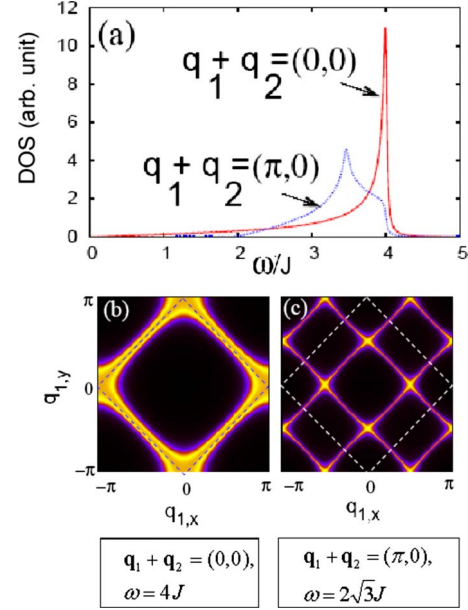 12
(a)
10
q1 + q2=(0,0)
8
DOS (arb. unit)
6
4
q1 + q2=(π,0)
2
0
0 1 2 3 4 5
ω/J
π
(b) (c)
q1,y
0
−π
−π 0 π −π 0 π
q1,x q1,x
q1 + q2 = (0,0),
ω = 4J
q1 + q2 = (π,0),
ω = 2√3J